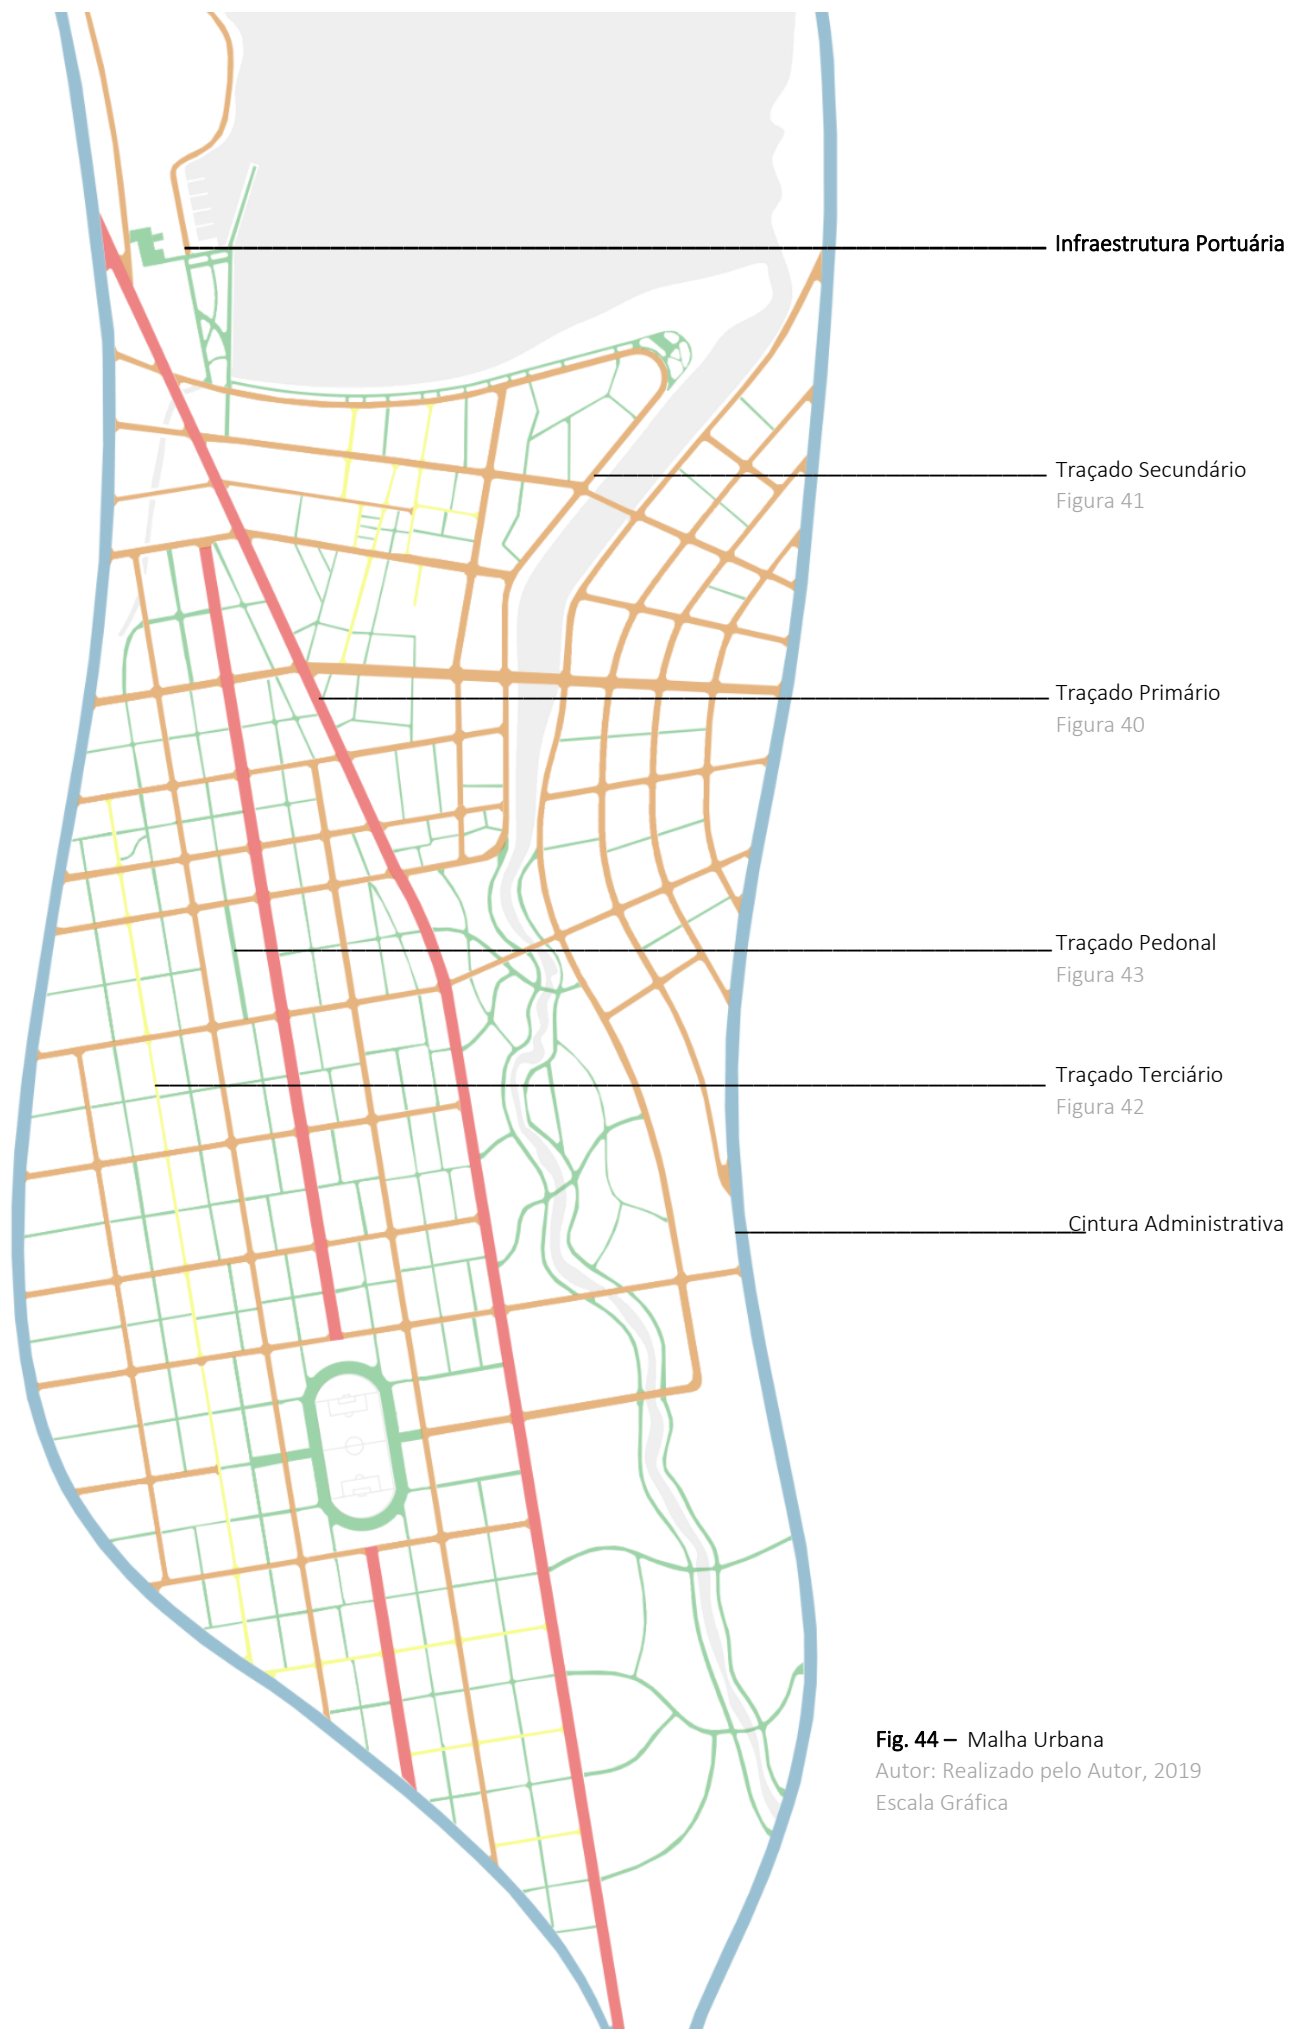 Infraestrutura Portuária
Traçado Secundário
Figura 41
Traçado Primário
Figura 40
Traçado Pedonal
Figura 43
Traçado Terciário
Figura 42
Cintura Administrativa
Fig. 44 – Malha Urbana
Autor: Realizado pelo Autor, 2019
Escala Gráfica